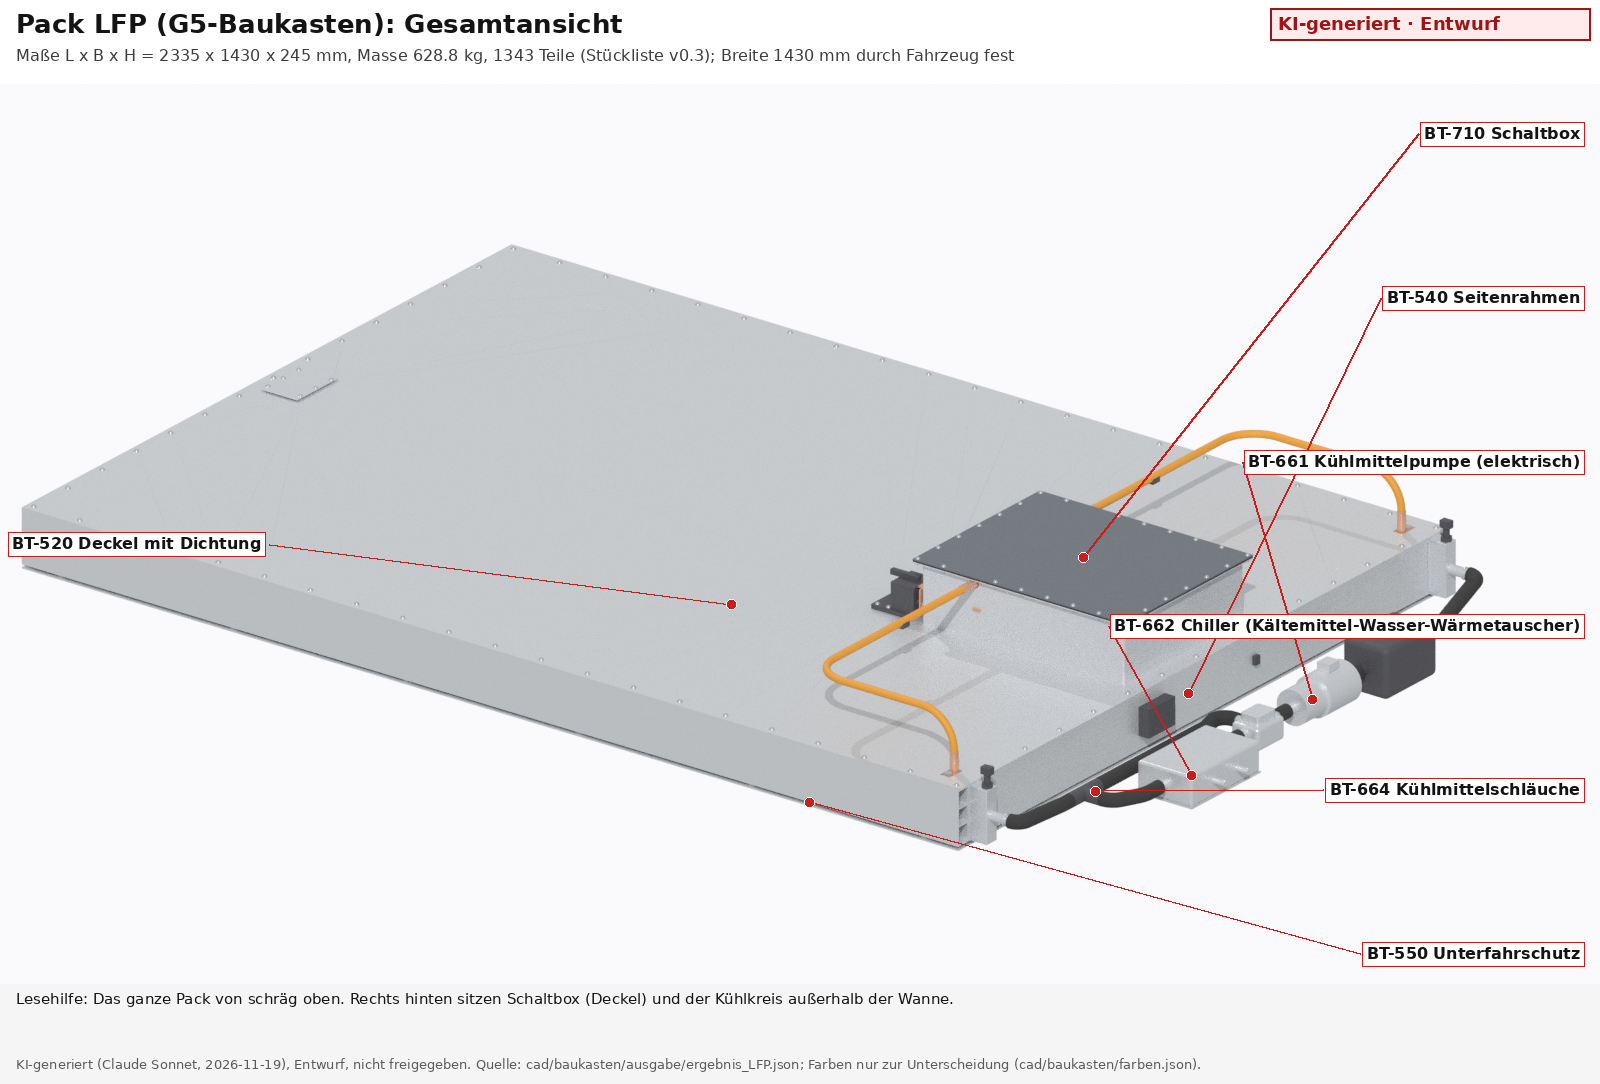 Pack LFP (G5-Baukasten): Gesamtansicht
KI-generiert · Entwurf
Maße L x B x H = 2335 x 1430 x 245 mm, Masse 628.8 kg, 1343 Teile (Stückliste v0.3); Breite 1430 mm durch Fahrzeug fest
BT-710 Schaltbox
BT-540 Seitenrahmen
BT-661 Kühlmittelpumpe (elektrisch)
BT-520 Deckel mit Dichtung
BT-662 Chiller (Kältemittel-Wasser-Wärmetauscher)
BT-664 Kühlmittelschläuche
BT-550 Unterfahrschutz
Lesehilfe: Das ganze Pack von schräg oben. Rechts hinten sitzen Schaltbox (Deckel) und der Kühlkreis außerhalb der Wanne.
KI-generiert (Claude Sonnet, 2026-11-19), Entwurf, nicht freigegeben. Quelle: cad/baukasten/ausgabe/ergebnis_LFP.json; Farben nur zur Unterscheidung (cad/baukasten/farben.json).